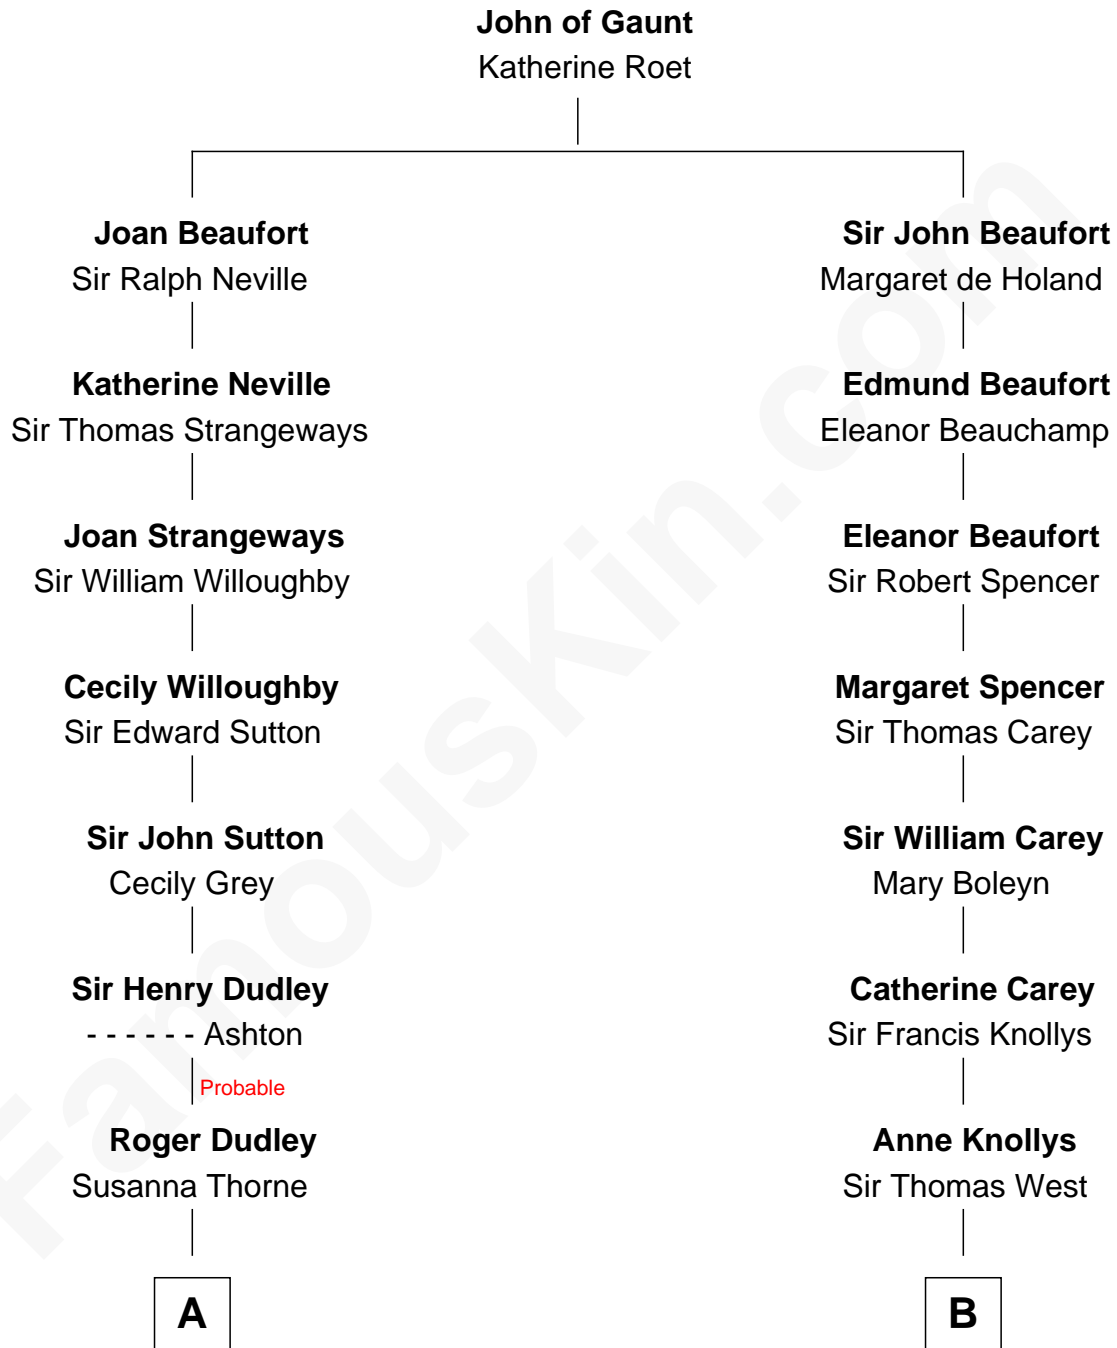 John of Gaunt
Katherine Roet
Joan Beaufort
Sir Ralph Neville
Katherine Neville
Sir Thomas Strangeways
Joan Strangeways
Sir William Willoughby
Cecily Willoughby
Sir Edward Sutton
Sir John Sutton
Cecily Grey
Sir Henry Dudley
- - - - - - Ashton
Probable
Roger Dudley
Susanna Thorne
A
Sir John Beaufort
Margaret de Holand
Edmund Beaufort
Eleanor Beauchamp
Eleanor Beaufort
Sir Robert Spencer
Margaret Spencer
Sir Thomas Carey
Sir William Carey
Mary Boleyn
Catherine Carey
Sir Francis Knollys
Anne Knollys
Sir Thomas West
B
FamousKin.com